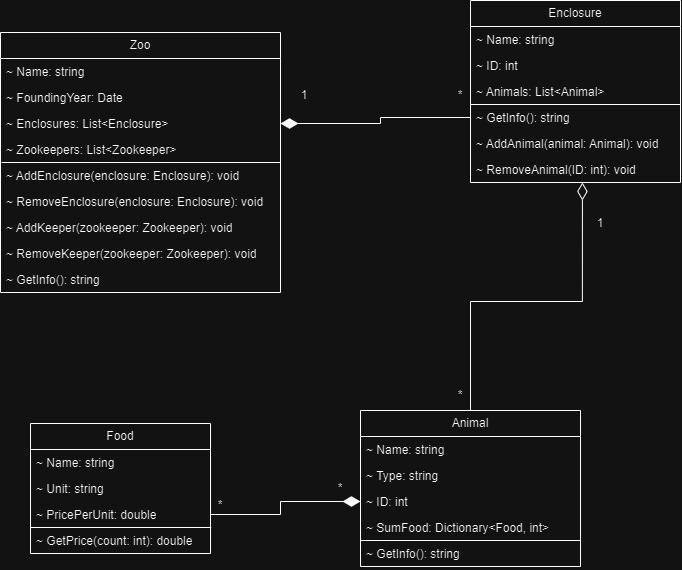 Enclosure
~ Name: string
~ ID: int
~ Animals: List<Animal>
~ GetInfo(): string
~ AddAnimal(animal: Animal): void
~ RemoveAnimal(ID: int): void
Zoo
~ Name: string
~ FoundingYear: Date
~ Enclosures: List<Enclosure>
~ Zookeepers: List<Zookeeper>
~ AddEnclosure(enclosure: Enclosure): void
~ RemoveEnclosure(enclosure: Enclosure): void
~ AddKeeper(zookeeper: Zookeeper): void
~ RemoveKeeper(zookeeper: Zookeeper): void
~ GetInfo(): string
1
*
1
*
Animal
~ Name: string
~ Type: string
~ ID: int
~ SumFood: Dictionary<Food, int>
~ GetInfo(): string
Food
~ Name: string
~ Unit: string
~ PricePerUnit: double
~ GetPrice(count: int): double
*
*